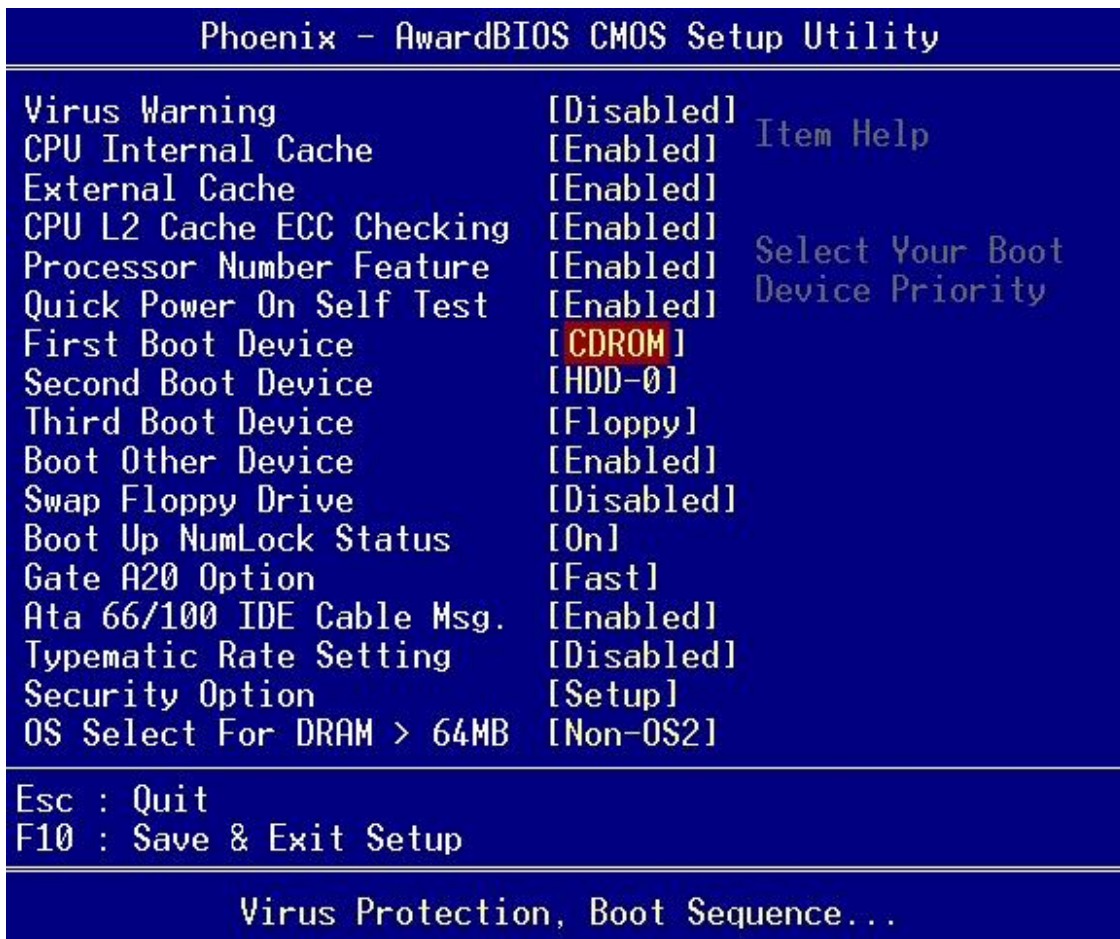 Phoenix - AwardBIOS CMOS Setup Utility
Virus Warning [Disabled]
CPU Internal Cache [Enabled]
External Cache [Enabled]
CPU L2 Cache ECC Checking [Enabled]
Processor Number Feature [Enabled]
Quick Power On Self Test [Enabled]
First Boot Device [CDROM]
Second Boot Device [HDD-0]
Third Boot Device [Floppy]
Boot Other Device [Enabled]
Swap Floppy Drive [Disabled]
Boot Up NumLock Status [On]
Gate A20 Option [Fast]
Ata 66/100 IDE Cable Msg. [Enabled]
Typematic Rate Setting [Disabled]
Security Option [Setup]
OS Select For DRAM > 64MB [Non-OS2]
Item Help
Select Your Boot
Device Priority
Esc : Quit
F10 : Save & Exit Setup
Virus Protection, Boot Sequence...